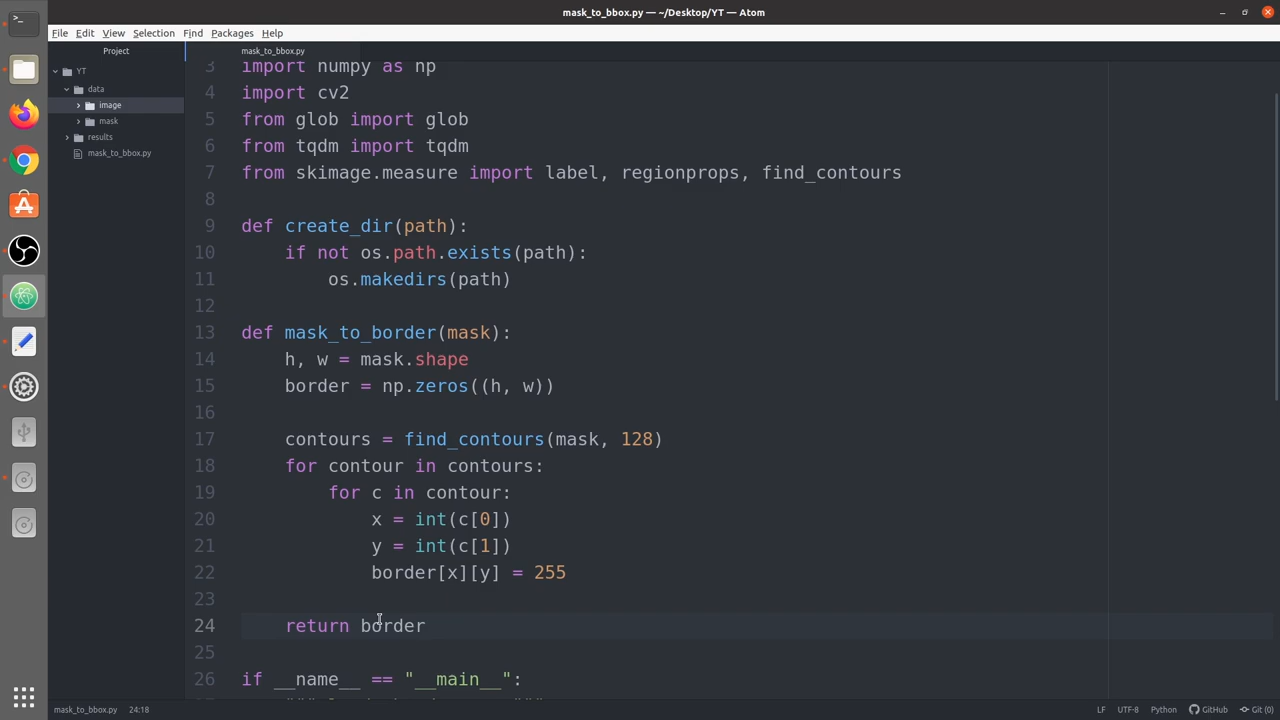 mask_to_bbox.py — ~/Desktop/YT — Atom
File Edit View Selection Find Packages Help
Project
mask_to_bbox.py
YT
data
image
mask
results
mask_to_bbox.py
3 import numpy as np
4 import cv2
5 from glob import glob
6 from tqdm import tqdm
7 from skimage.measure import label, regionprops, find_contours
8
9 def create_dir(path):
10 if not os.path.exists(path):
11 os.makedirs(path)
12
13 def mask_to_border(mask):
14 h, w = mask.shape
15 border = np.zeros((h, w))
16
17 contours = find_contours(mask, 128)
18 for contour in contours:
19 for c in contour:
20 x = int(c[0])
21 y = int(c[1])
22 border[x][y] = 255
23
24 return border
25
26 if __name__ == "__main__":
mask_to_bbox.py 24:18 LF UTF-8 Python GitHub Git (0)